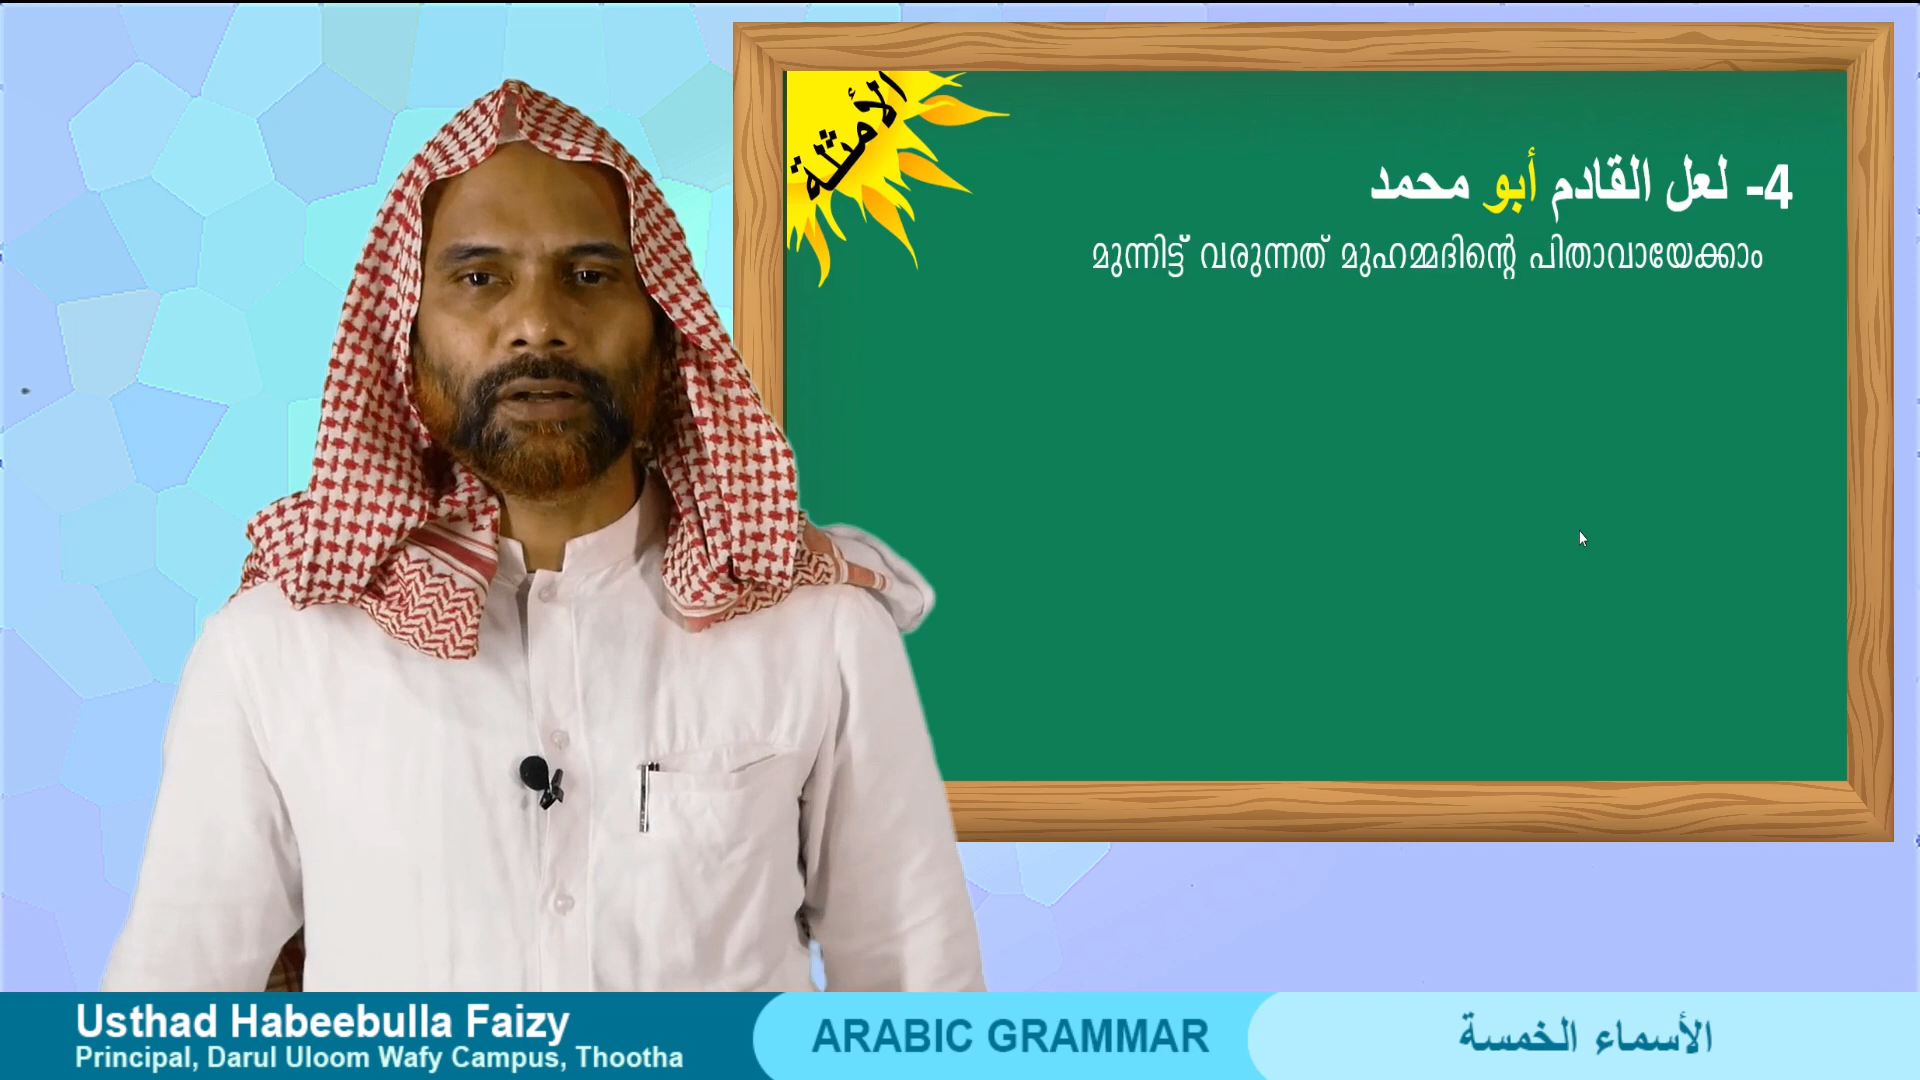 الأمثلة
4- لعل القادم أبو محمد
മുന്നിട്ട് വരുന്നത് മുഹമ്മദിന്റെ പിതാവായേക്കാം
Usthad Habeebulla Faizy
Principal, Darul Uloom Wafy Campus, Thootha
ARABIC GRAMMAR
الأسماء الخمسة